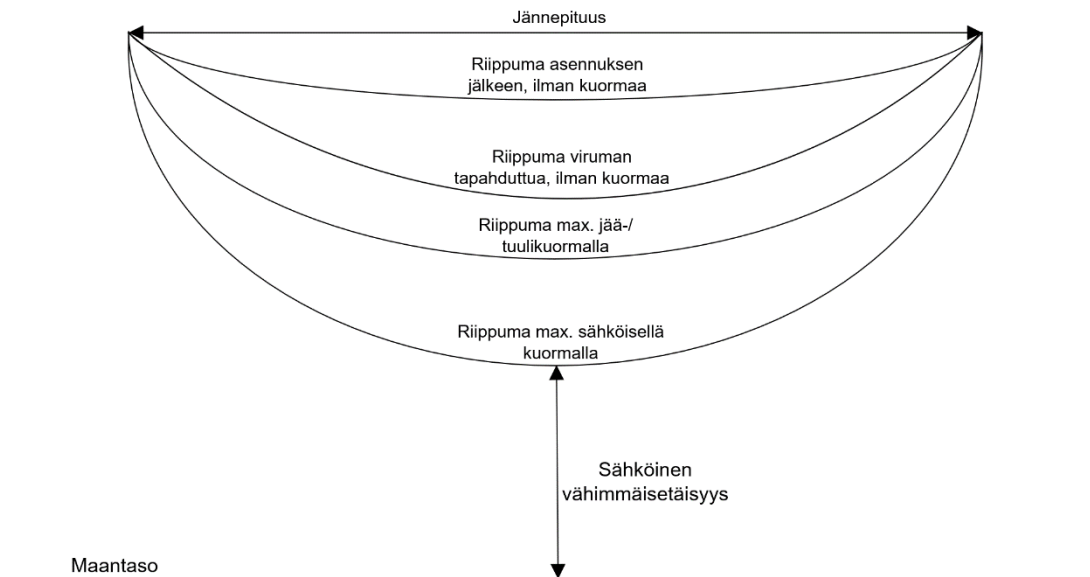 Jännepituus
Riippuma asennuksen
jälkeen, ilman kuormaa
Riippuma viruman
tapahduttua, ilman kuormaa
Riippuma max. jää-/
tuulikuormalla
Riippuma max. sähköisellä
kuormalla
Sähköinen
vähimmäisetäisyys
Maantaso